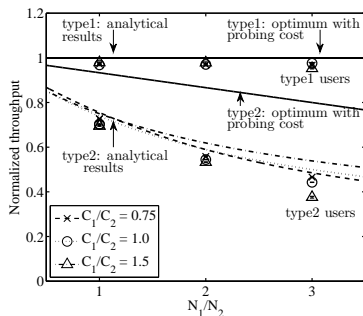 type1: analytical
results
type1: optimum with
probing cost
1.2
1
0.8
0.6
0.4
0.2
0
Normalized throughput
type1 users
type2: optimum with
probing cost
type2: analytical
results
type2 users
C1/C2 = 0.75
C1/C2 = 1.0
C1/C2 = 1.5
1
2
3
N1/N2